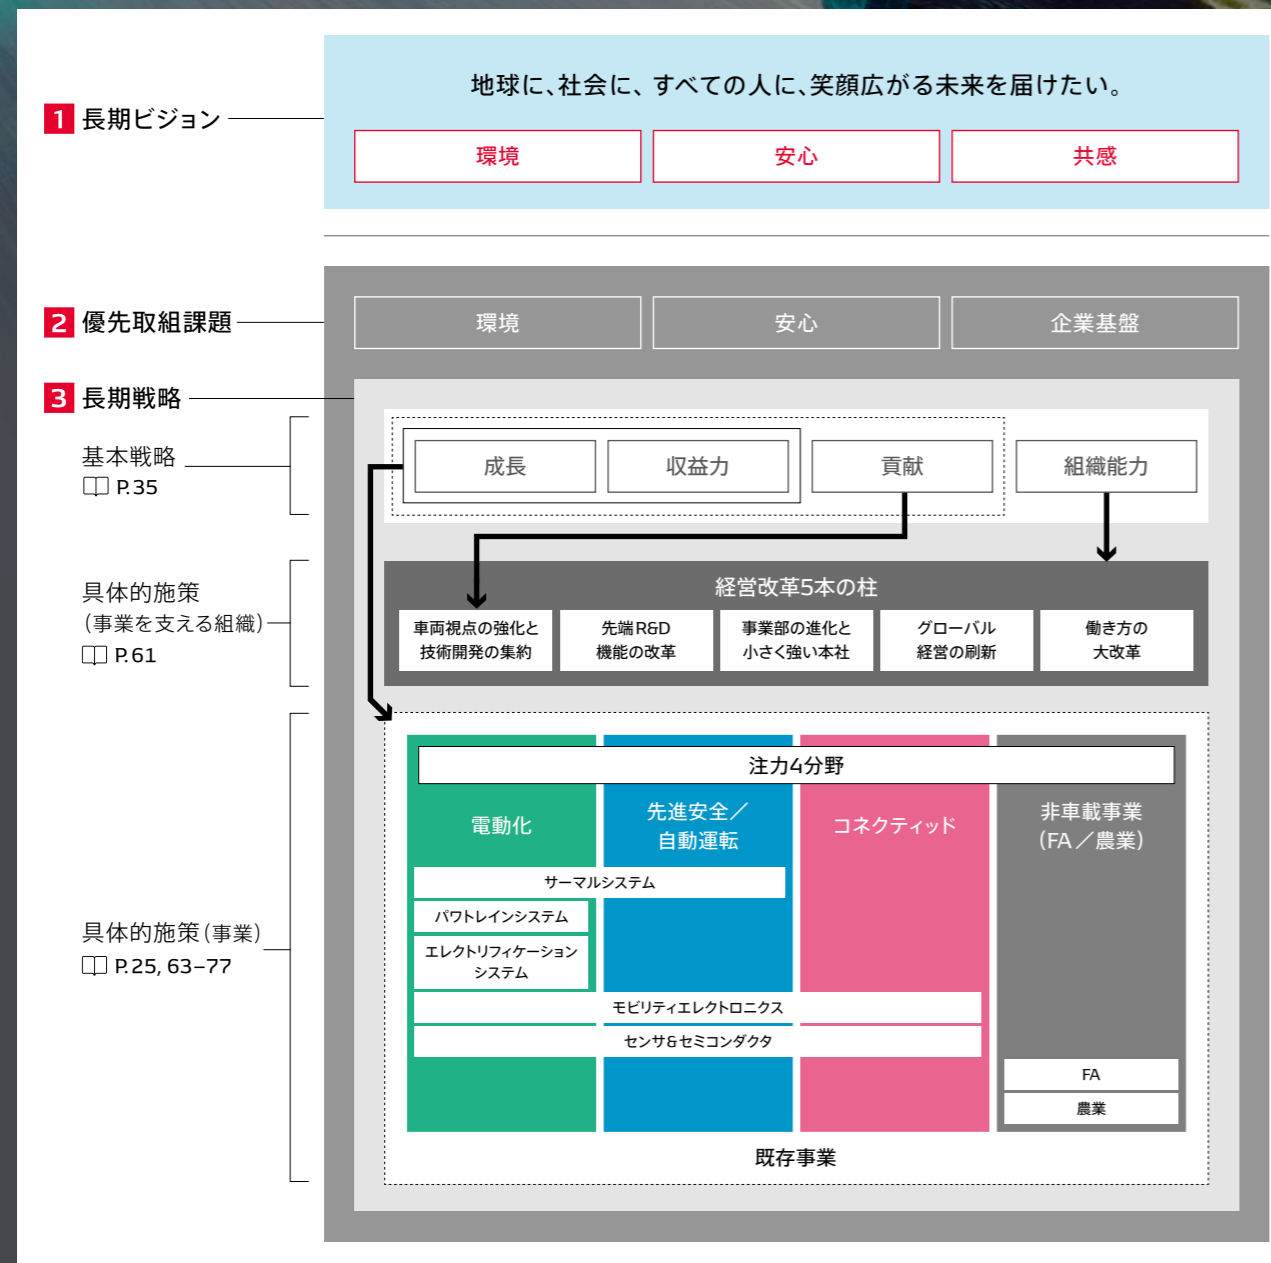 地球に、社会に、すべての人に、笑顔広がる未来を届けたい。
1 長期ビジョン
環境 安心 共感
2 優先取組課題
環境 安心 企業基盤
3 長期戦略
基本戦略
P.35
成長 収益力 貢献 組織能力
具体的施策
（事業を支える組織）
P.61
経営改革5本の柱
車両視点の強化と
技術開発の集約
先端R&D
機能の改革
事業部の進化と
小さく強い本社
グローバル
経営の刷新
働き方の
大改革
具体的施策（事業）
P.25, 63–77
注力4分野
電動化
先進安全／
自動運転
コネクティッド
非車載事業
（FA／農業）
サーマルシステム
パワトレインシステム
エレクトリフィケーション
システム
モビリティエレクトロニクス
センサ&セミコンダクタ
FA
農業
既存事業